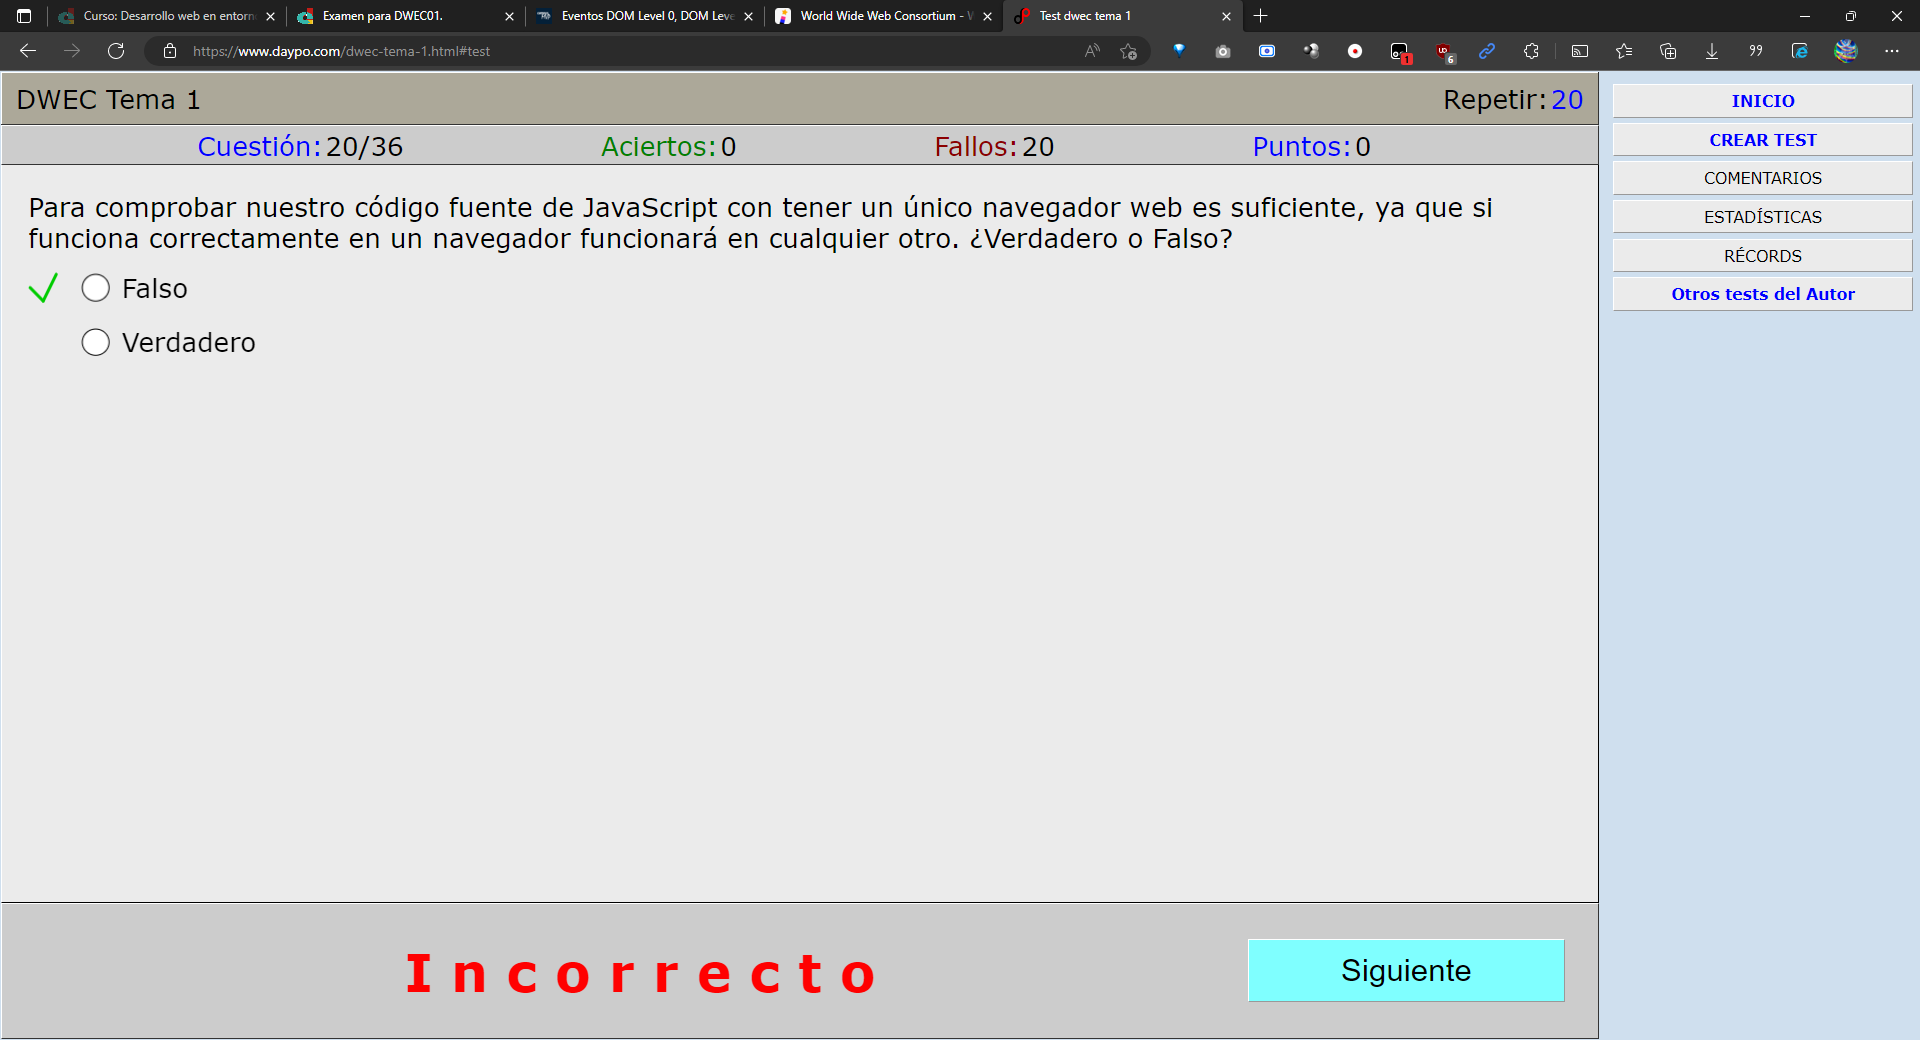 Curso: Desarrollo web en entorn
Examen para DWEC01.
Eventos DOM Level 0, DOM Leve
World Wide Web Consortium - W
Test dwec tema 1
https://www.daypo.com/dwec-tema-1.html#test
1
6
DWEC Tema 1
Repetir: 20
Cuestión: 20/36
Aciertos: 0
Fallos: 20
Puntos: 0
Para comprobar nuestro código fuente de JavaScript con tener un único navegador web es suficiente, ya que si
funciona correctamente en un navegador funcionará en cualquier otro. ¿Verdadero o Falso?
Falso
Verdadero
Incorrecto
Siguiente
INICIO
CREAR TEST
COMENTARIOS
ESTADÍSTICAS
RÉCORDS
Otros tests del Autor